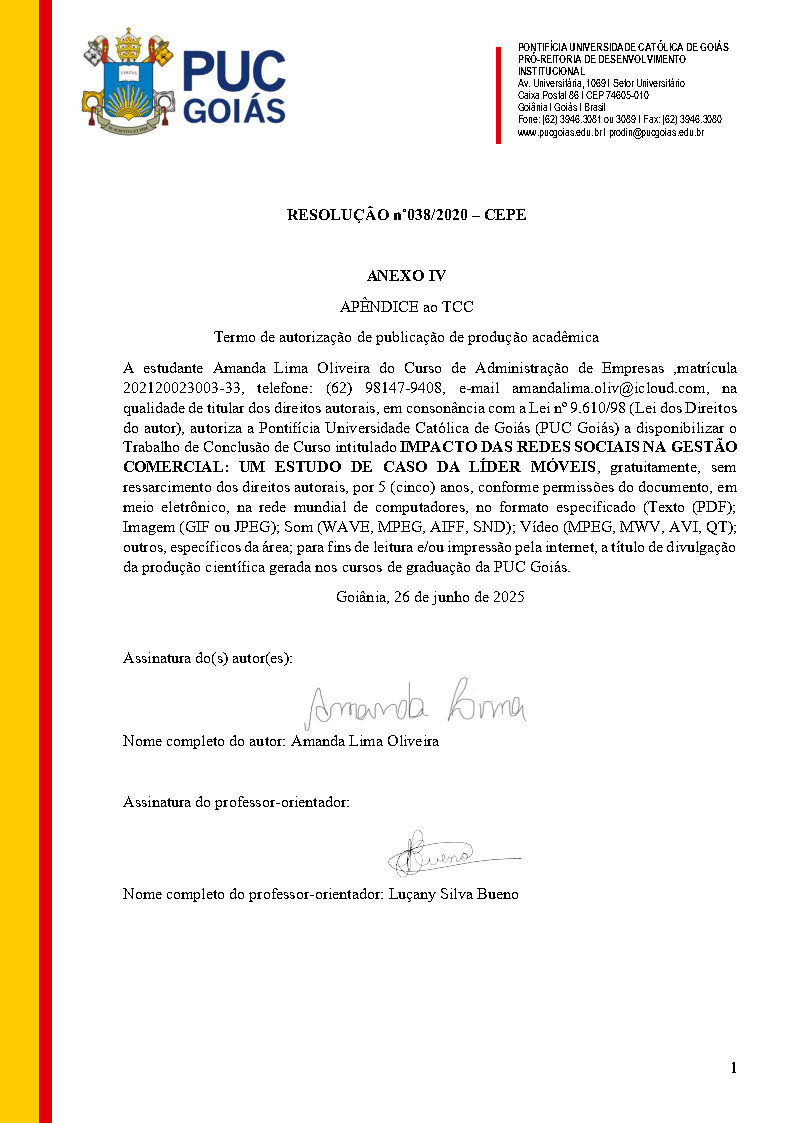 PUC
GOIÁS
PONTIFÍCIA UNIVERSIDADE CATÓLICA DE GOIÁS
PRÓ-REITORIA DE DESENVOLVIMENTO
INSTITUCIONAL
Av. Universitária, 1069 I Setor Universitário
Caixa Postal 86 I CEP 74605-010
Goiânia I Goiás I Brasil
Fone: (62) 3946.3081 ou 3089 I Fax: (62) 3946.3080
www.pucgoias.edu.br I prodin@pucgoias.edu.br
RESOLUÇÃO n°038/2020 – CEPE
ANEXO IV
APÊNDICE ao TCC
Termo de autorização de publicação de produção acadêmica
A estudante Amanda Lima Oliveira do Curso de Administração de Empresas ,matrícula
202120023003-33, telefone: (62) 98147-9408, e-mail amandalima.oliv@icloud.com, na
qualidade de titular dos direitos autorais, em consonância com a Lei nº 9.610/98 (Lei dos Direitos
do autor), autoriza a Pontifícia Universidade Católica de Goiás (PUC Goiás) a disponibilizar o
Trabalho de Conclusão de Curso intitulado IMPACTO DAS REDES SOCIAIS NA GESTÃO
COMERCIAL: UM ESTUDO DE CASO DA LÍDER MÓVEIS, gratuitamente, sem
ressarcimento dos direitos autorais, por 5 (cinco) anos, conforme permissões do documento, em
meio eletrônico, na rede mundial de computadores, no formato especificado (Texto (PDF);
Imagem (GIF ou JPEG); Som (WAVE, MPEG, AIFF, SND); Vídeo (MPEG, MWV, AVI, QT);
outros, específicos da área; para fins de leitura e/ou impressão pela internet, a título de divulgação
da produção científica gerada nos cursos de graduação da PUC Goiás.
Goiânia, 26 de junho de 2025
Assinatura do(s) autor(es):
Amanda Lima
Nome completo do autor: Amanda Lima Oliveira
Assinatura do professor-orientador:
Bueno
Nome completo do professor-orientador: Luçany Silva Bueno
1